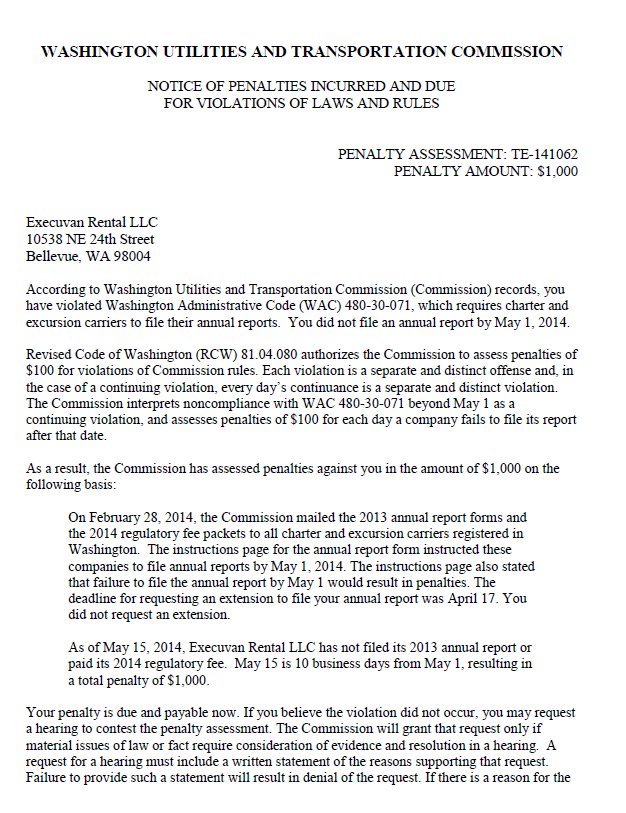 WASHINGTON UTILITIES AND TRANSPORTATION COMMISSION
NOTICE OF PENALTIES INCURRED AND DUE
FOR VIOLATIONS OF LAWS AND RULES
PENALTY ASSESSMENT: TE-141062
PENALTY AMOUNT: $1,000
Execuvan Rental LLC
10538 NE 24th Street
Bellevue, WA 98004
According to Washington Utilities and Transportation Commission (Commission) records, you
have violated Washington Administrative Code (WAC) 480-30-071, which requires charter and
excursion carriers to file their annual reports.  You did not file an annual report by May 1, 2014.
Revised Code of Washington (RCW) 81.04.080 authorizes the Commission to assess penalties of
$100 for violations of Commission rules. Each violation is a separate and distinct offense and, in
the case of a continuing violation, every day's continuance is a separate and distinct violation.
The Commission interprets noncompliance with WAC 480-30-071 beyond May 1 as a
continuing violation, and assesses penalties of $100 for each day a company fails to file its report
after that date.
As a result, the Commission has assessed penalties against you in the amount of $1,000 on the
following basis:
On February 28, 2014, the Commission mailed the 2013 annual report forms and
the 2014 regulatory fee packets to all charter and excursion carriers registered in
Washington.  The instructions page for the annual report form instructed these
companies to file annual reports by May 1, 2014. The instructions page also stated
that failure to file the annual report by May 1 would result in penalties. The
deadline for requesting an extension to file your annual report was April 17. You
did not request an extension.
As of May 15, 2014, Execuvan Rental LLC has not filed its 2013 annual report or
paid its 2014 regulatory fee.  May 15 is 10 business days from May 1, resulting in
a total penalty of $1,000.
Your penalty is due and payable now. If you believe the violation did not occur, you may request
a hearing to contest the penalty assessment. The Commission will grant that request only if
material issues of law or fact require consideration of evidence and resolution in a hearing.  A
request for a hearing must include a written statement of the reasons supporting that request.
Failure to provide such a statement will result in denial of the request. If there is a reason for the